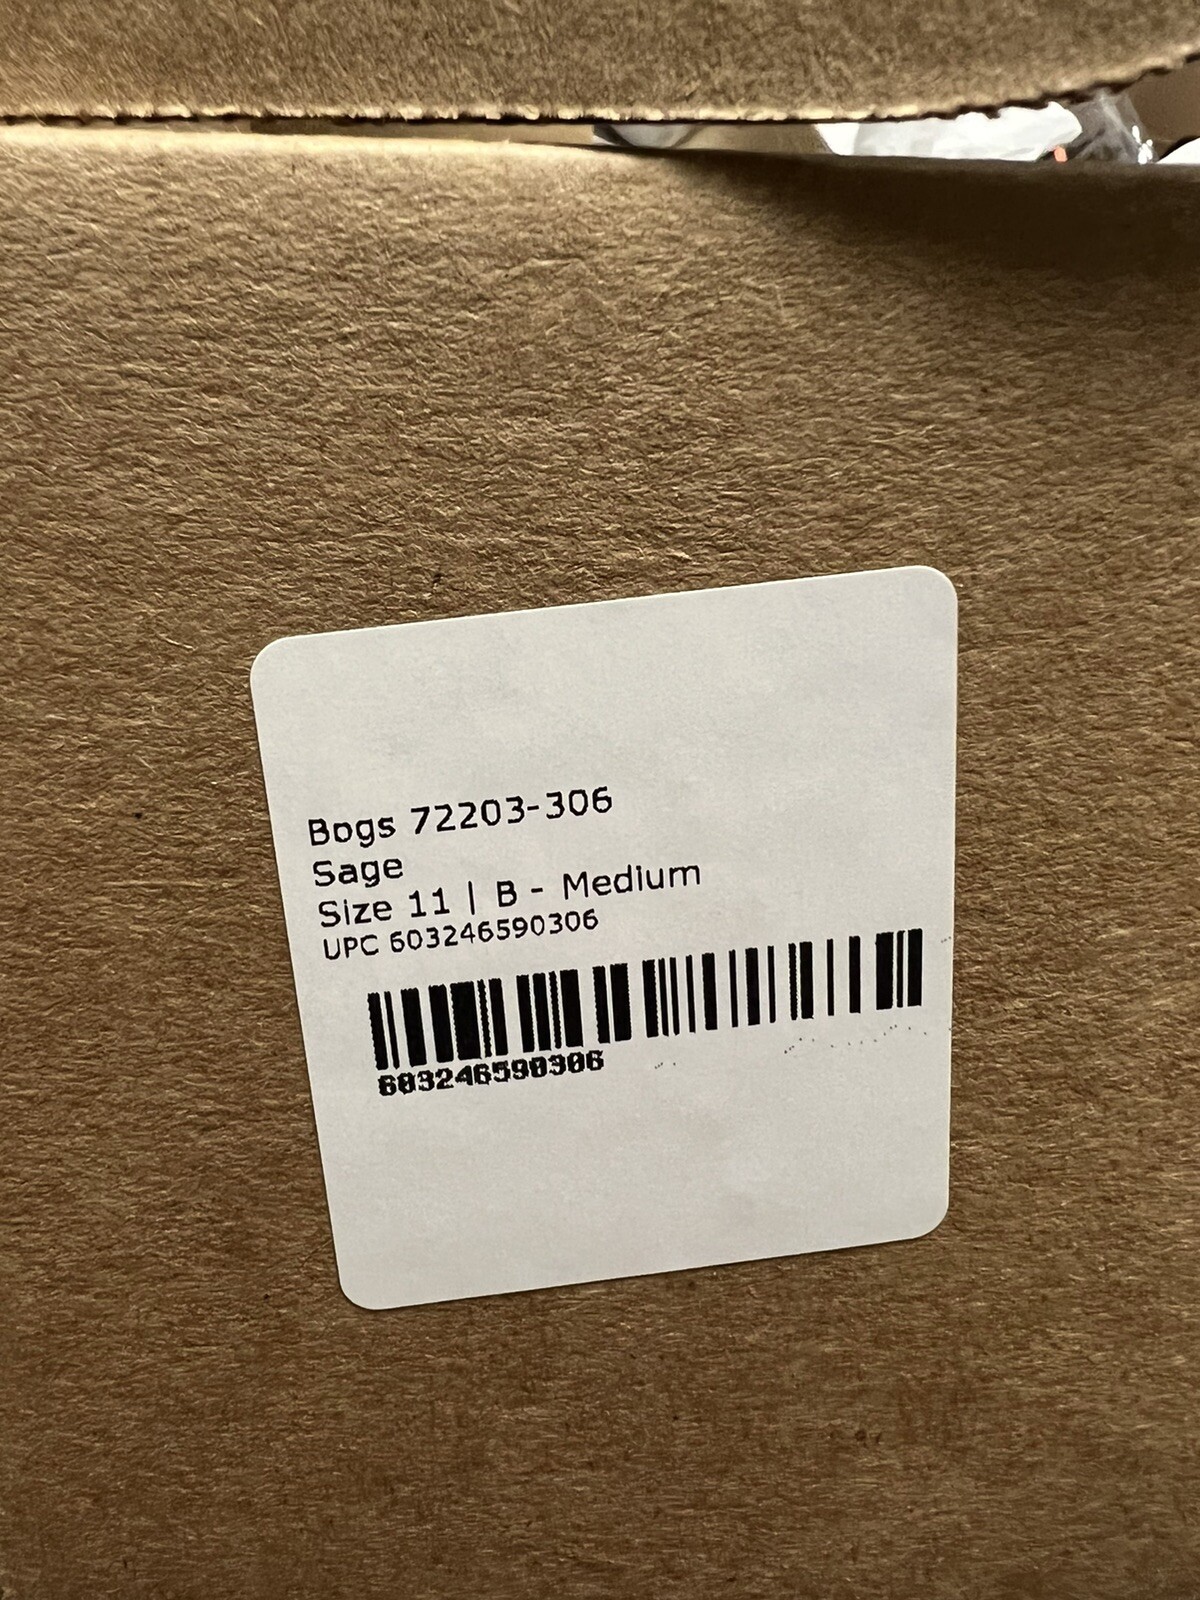 Bogs 72203-306
Sage
Size 11 | B - Medium
UPC 603246590306
603246590306